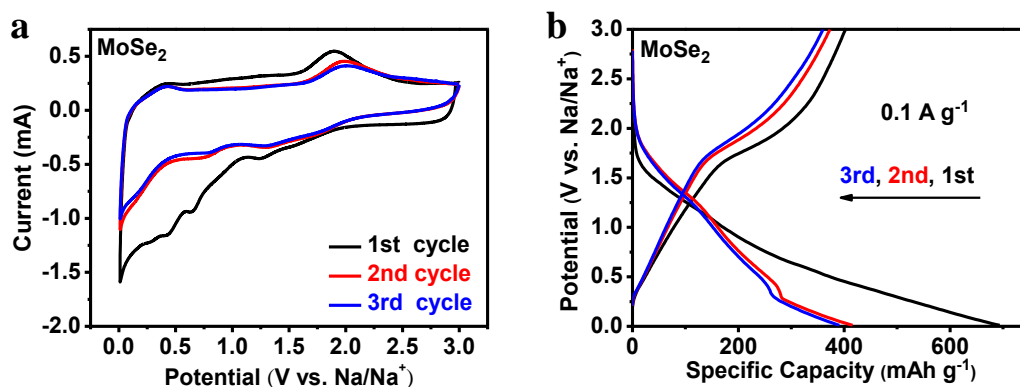 a
MoSe₂
0.5
0.0
-0.5
-1.0
-1.5
-2.0
Current (mA)
1st cycle
2nd cycle
3rd cycle
0.0 0.5 1.0 1.5 2.0 2.5 3.0
Potential (V vs. Na/Na⁺)
b
MoSe₂
3.0
2.5
2.0
1.5
1.0
0.5
0.0
Potential (V vs. Na/Na⁺)
0.1 A g⁻¹
3rd, 2nd, 1st
0 200 400 600
Specific Capacity (mAh g⁻¹)